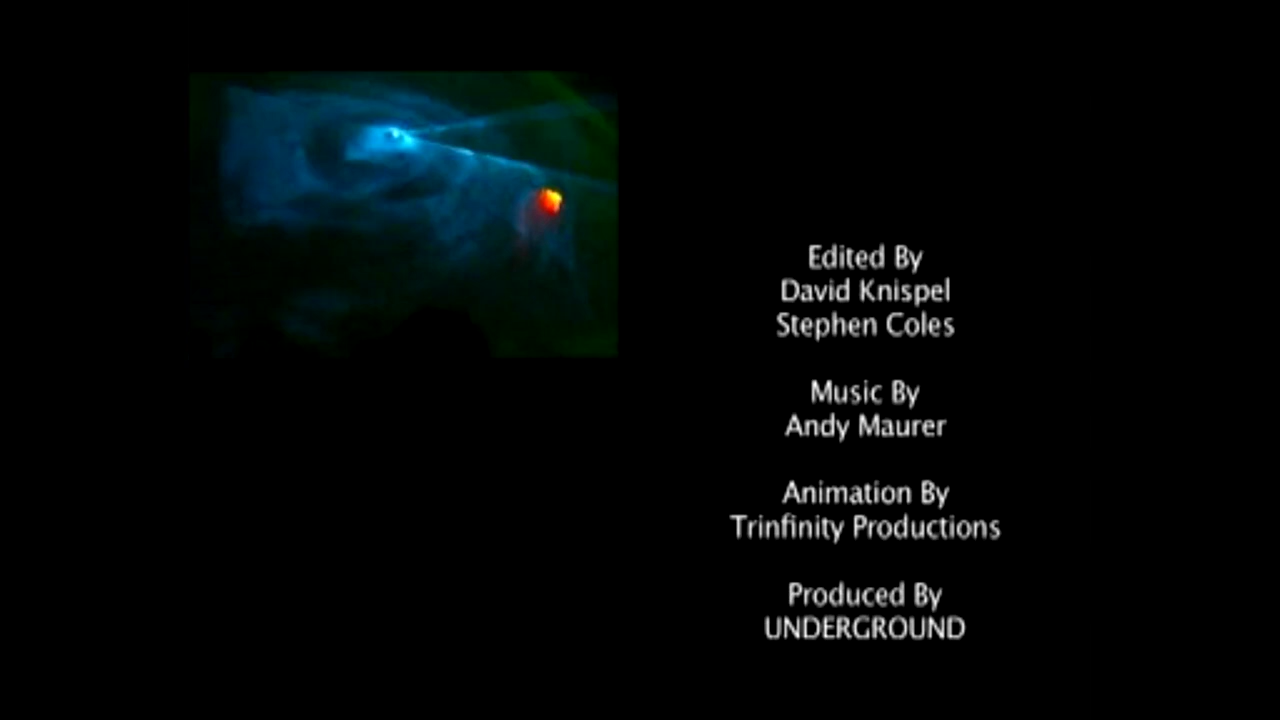 Edited By
David Knispel
Stephen Coles
Music By
Andy Maurer
Animation By
Trinfinity Productions
Produced By
UNDERGROUND